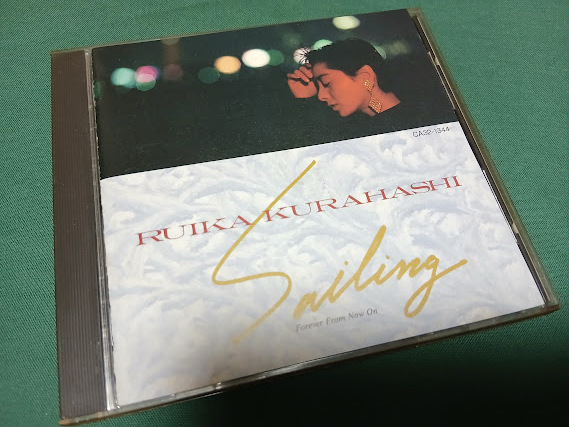 CA32-1344
RUIKA KURAHASHI
Sailing
Forever From Now On